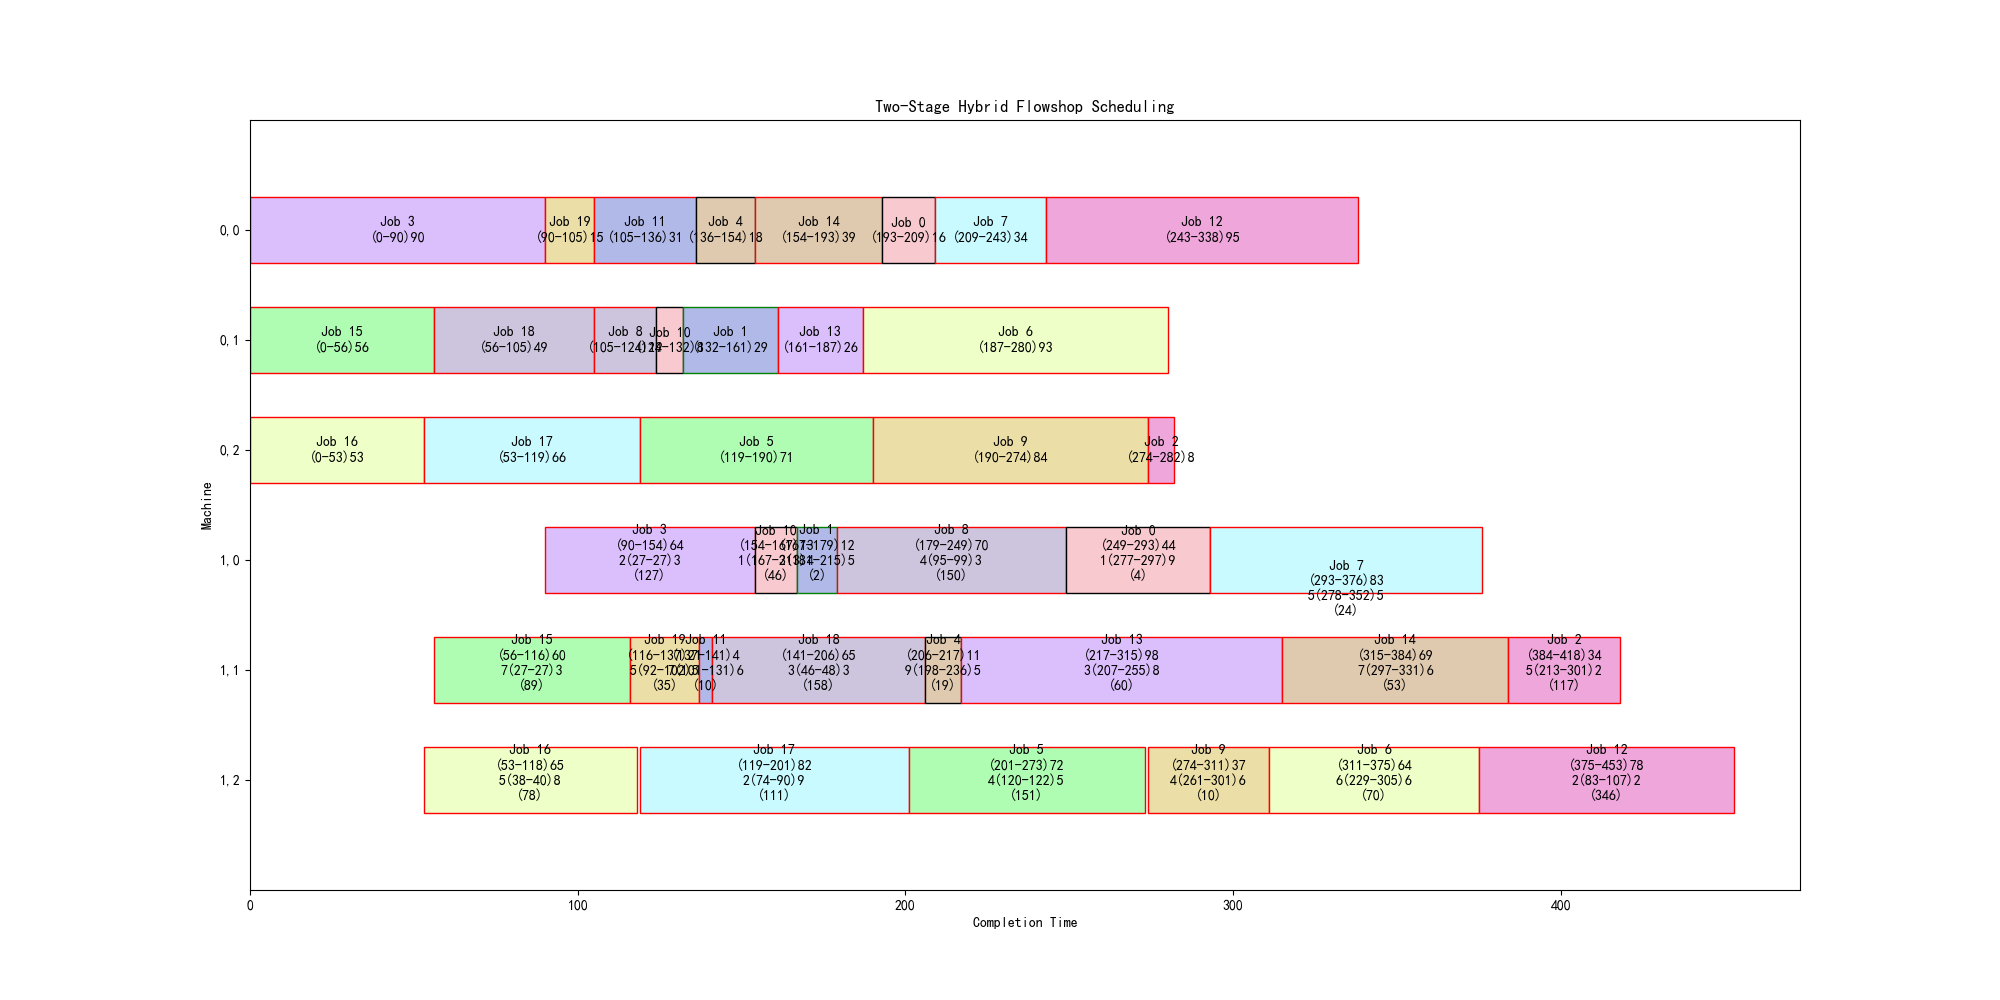 Two-Stage Hybrid Flowshop Scheduling
Machine
0,0
Job 3
(0-90)90
Job 19
(90-105)15
Job 11
(105-136)31
Job 4
(136-154)18
Job 14
(154-193)39
Job 0
(193-209)16
Job 7
(209-243)34
Job 12
(243-338)95
0,1
Job 15
(0-56)56
Job 18
(56-105)49
Job 8
(105-124)19
Job 10
(124-132)8
Job 1
(132-161)29
Job 13
(161-187)26
Job 6
(187-280)93
0,2
Job 16
(0-53)53
Job 17
(53-119)66
Job 5
(119-190)71
Job 9
(190-274)84
Job 2
(274-282)8
1,0
Job 3
(90-154)64
2(27-27)3
(127)
Job 10
(154-167)13
(46)
Job 1
(167-179)12
(2)
Job 8
(179-249)70
4(95-99)3
(150)
Job 0
(249-293)44
1(277-297)9
(4)
Job 7
(293-376)83
5(278-352)5
(24)
1,1
Job 15
(56-116)60
7(27-27)3
(89)
Job 19
(116-137)21
(35)
Job 11
(137-141)4
(10)
Job 18
(141-206)65
3(46-48)3
(158)
Job 4
(206-217)11
9(198-236)5
(19)
Job 13
(217-315)98
3(207-255)8
(60)
Job 14
(315-384)69
7(297-331)6
(53)
Job 2
(384-418)34
5(213-301)2
(117)
1,2
Job 16
(53-118)65
5(38-40)8
(78)
Job 17
(119-201)82
2(74-90)9
(111)
Job 5
(201-273)72
4(120-122)5
(151)
Job 9
(274-311)37
4(261-301)6
(10)
Job 6
(311-375)64
6(229-305)6
(70)
Job 12
(375-453)78
2(83-107)2
(346)
0
100
200
300
400
Completion Time